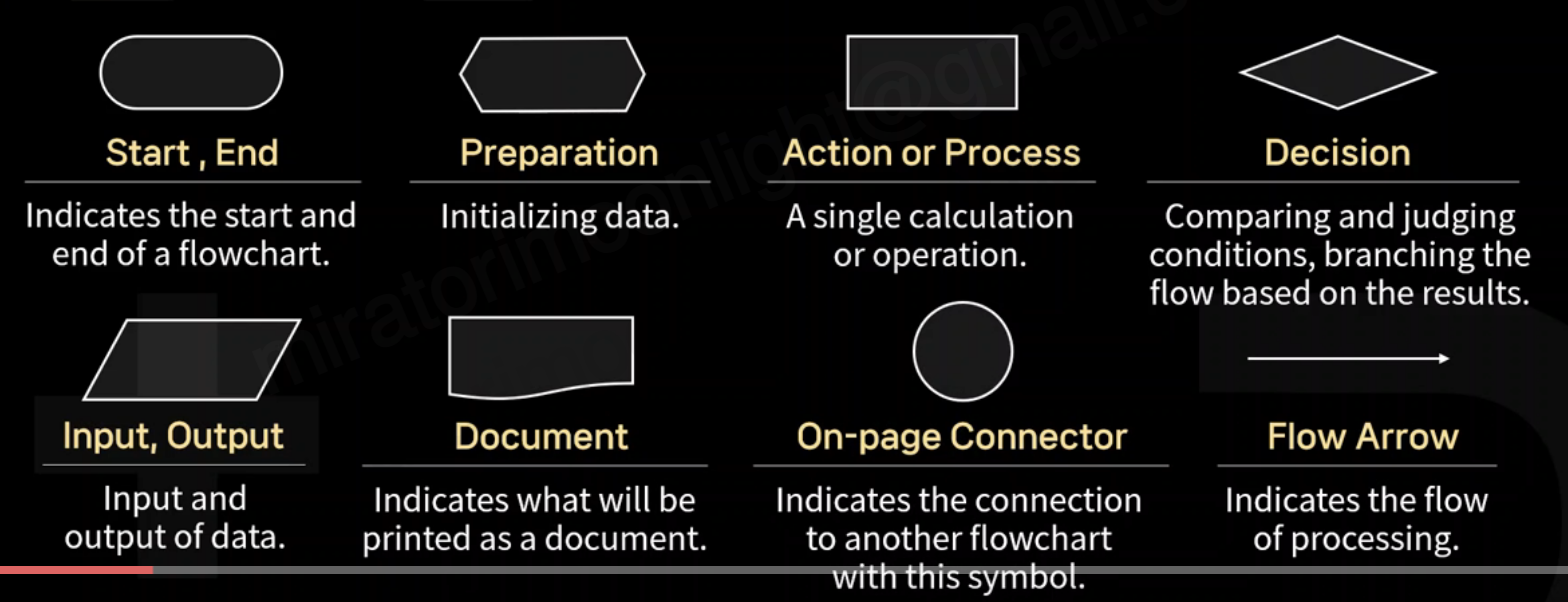 Start , End
Indicates the start and
end of a flowchart.
Preparation
Initializing data.
Action or Process
A single calculation
or operation.
Decision
Comparing and judging
conditions, branching the
flow based on the results.
Input, Output
Input and
output of data.
Document
Indicates what will be
printed as a document.
On-page Connector
Indicates the connection
to another flowchart
with this symbol.
Flow Arrow
Indicates the flow
of processing.